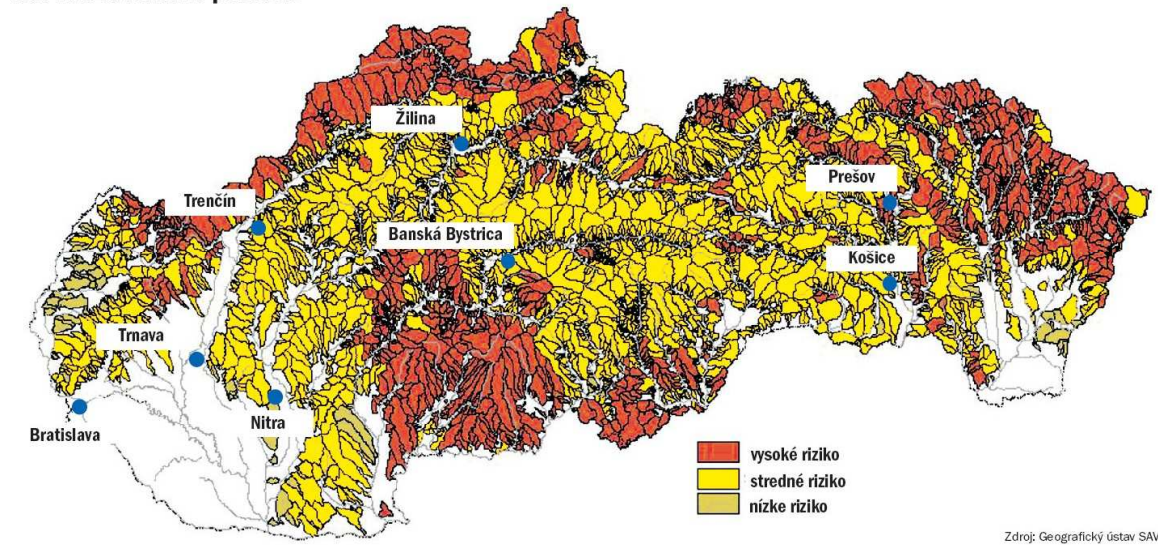 Žilina
Trenčín
Prešov
Banská Bystrica
Košice
Trnava
Nitra
Bratislava
vysoké riziko
stredné riziko
nízke riziko
Zdroj: Geografický ústav SAV